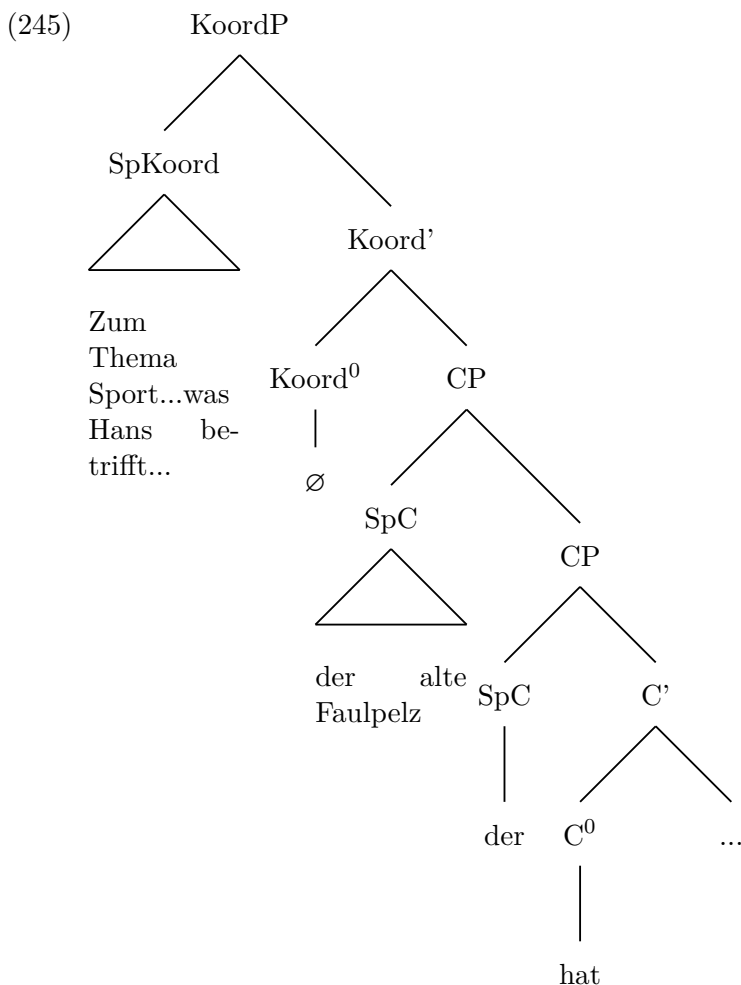 (245) KoordP
SpKoord
Koord’
Zum
Thema
Sport...was
Hans be-
trifft...
Koord⁰ CP
∅
SpC
CP
der alte
Faulpelz
SpC C’
der C⁰ ...
hat